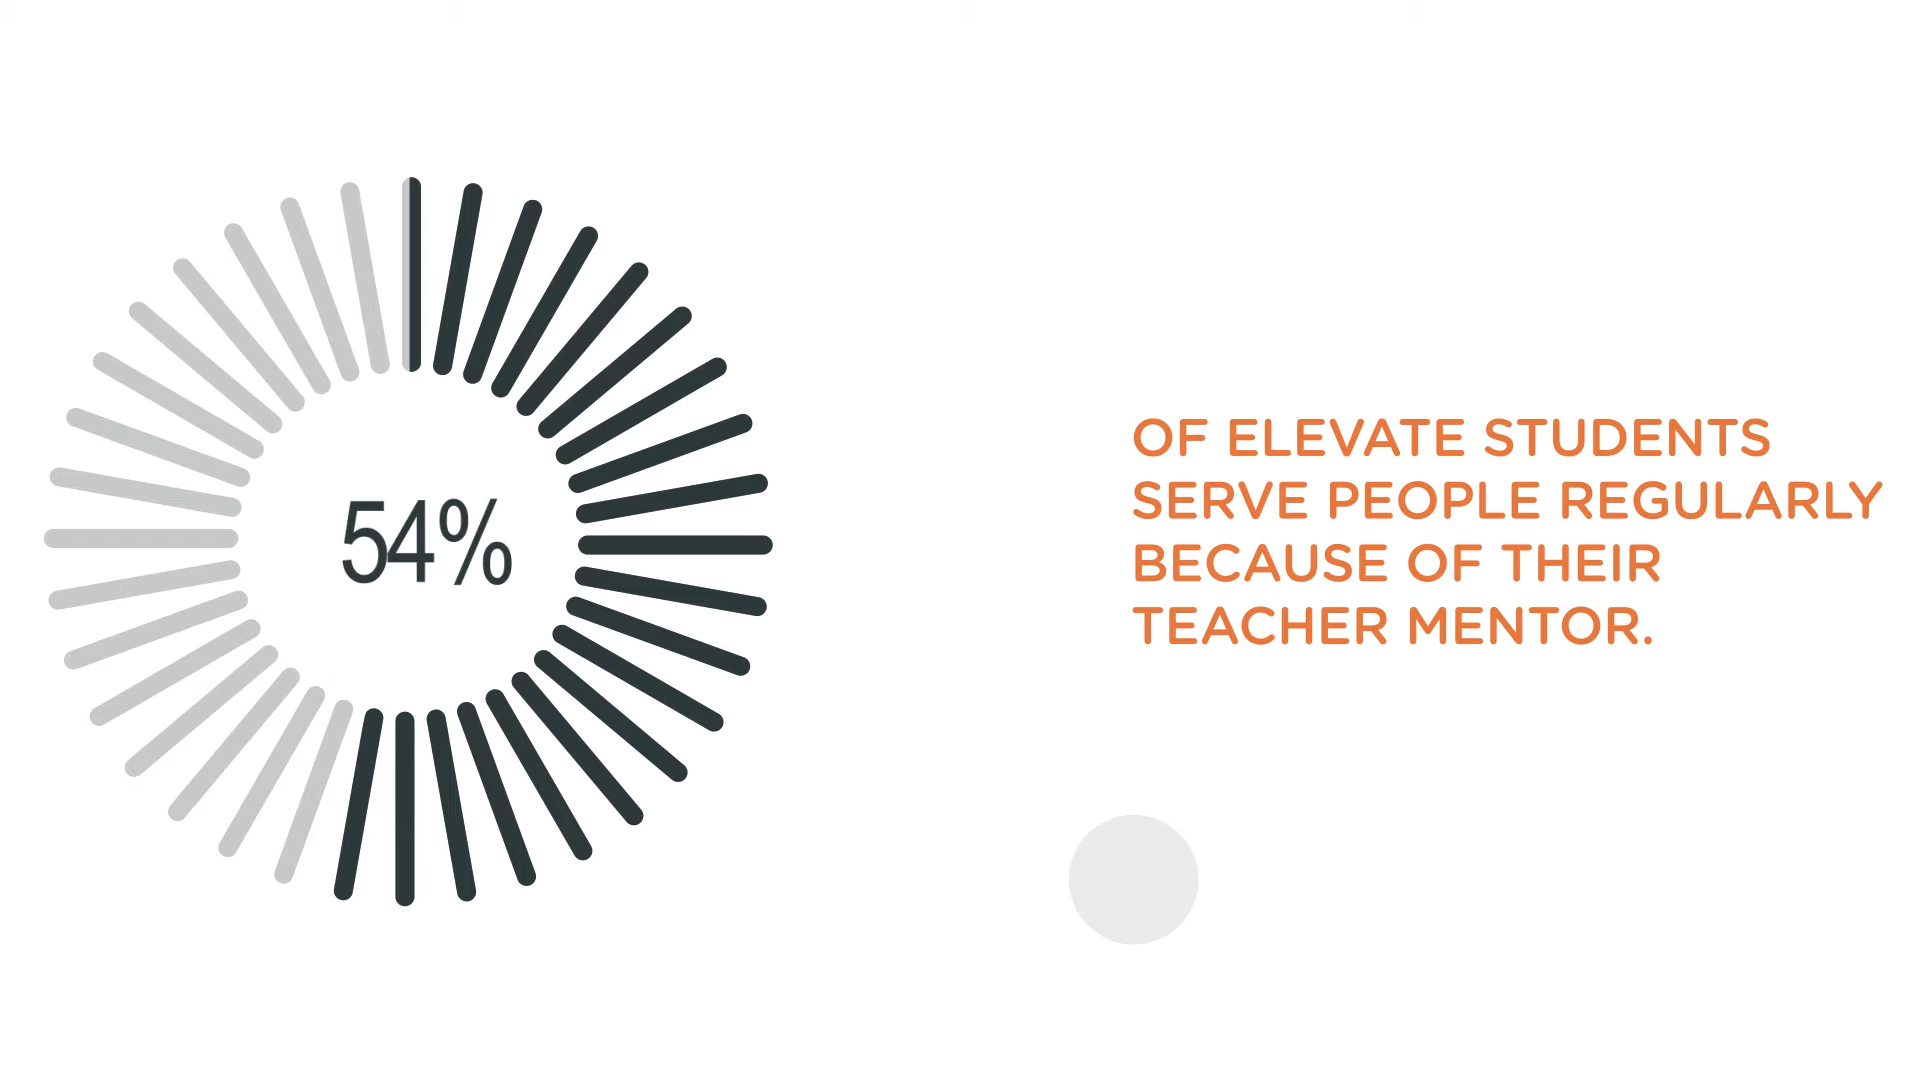 54%
OF ELEVATE STUDENTS
SERVE PEOPLE REGULARLY
BECAUSE OF THEIR
TEACHER MENTOR.